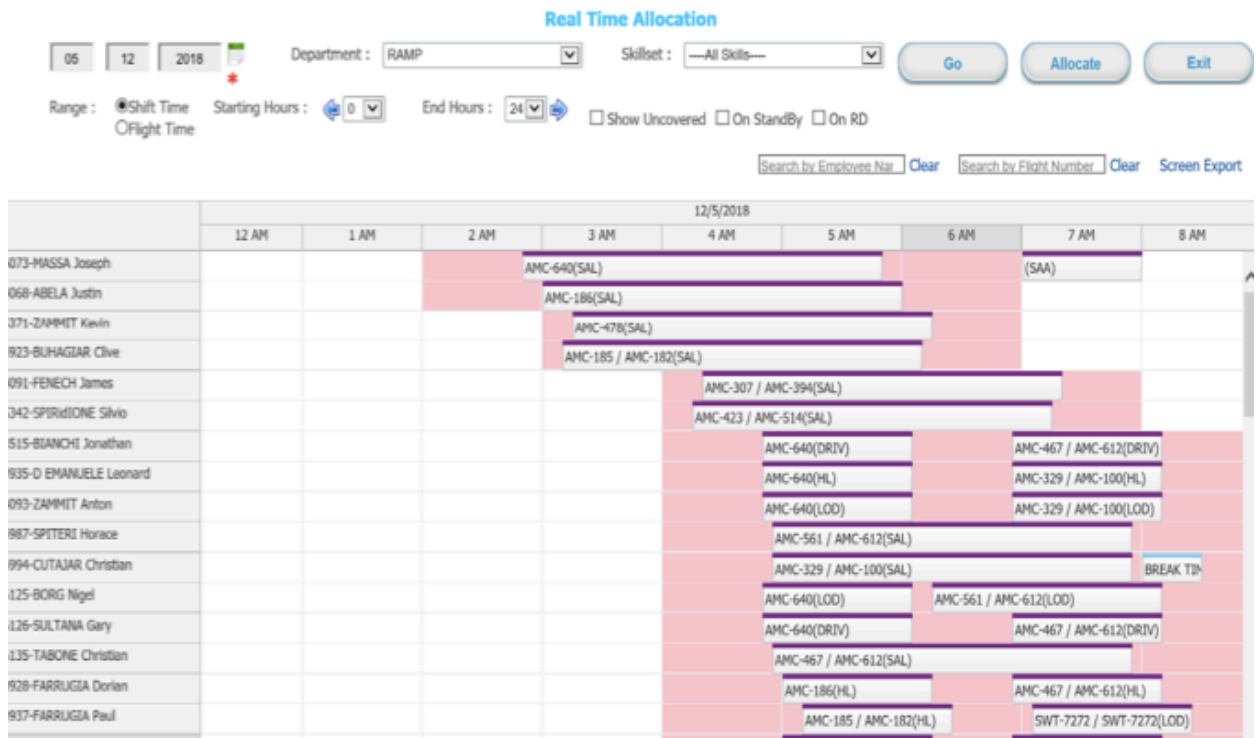 Real Time Allocation
05 12 2018 Department : RAMP Skillset : ----All Skills---- Go Allocate Exit
Range : Shift Time Starting Hours : 0 End Hours : 24 Show Uncovered On StandBy On RD
Flight Time
Search by Employee Nar Clear Search by Flight Number Clear Screen Export
12/5/2018
12 AM 1 AM 2 AM 3 AM 4 AM 5 AM 6 AM 7 AM 8 AM
073-MASSA Joseph AMC-640(SAL) (SAA)
068-ABELA Justin AMC-186(SAL)
371-ZAMMIT Kevin AMC-478(SAL)
923-BUHAGIAR Clive AMC-185 / AMC-182(SAL)
091-FENECH James AMC-307 / AMC-394(SAL)
342-SPIRidIONE Silvio AMC-423 / AMC-514(SAL)
515-BIANCHI Jonathan AMC-640(DRIV) AMC-467 / AMC-612(DRIV)
935-D EMANUELE Leonard AMC-640(HL) AMC-329 / AMC-100(HL)
093-ZAMMIT Anton AMC-640(LOD) AMC-329 / AMC-100(LOD)
987-SPITERI Horace AMC-561 / AMC-612(SAL)
994-CUTAJAR Christian AMC-329 / AMC-100(SAL) BREAK TIM
125-BORG Nigel AMC-640(LOD) AMC-561 / AMC-612(LOD)
126-SULTANA Gary AMC-640(DRIV) AMC-467 / AMC-612(DRIV)
135-TABONE Christian AMC-467 / AMC-612(SAL)
928-FARRUGIA Dorian AMC-186(HL) AMC-467 / AMC-612(HL)
937-FARRUGIA Paul AMC-185 / AMC-182(HL) SWT-7272 / SWT-7272(LOD)